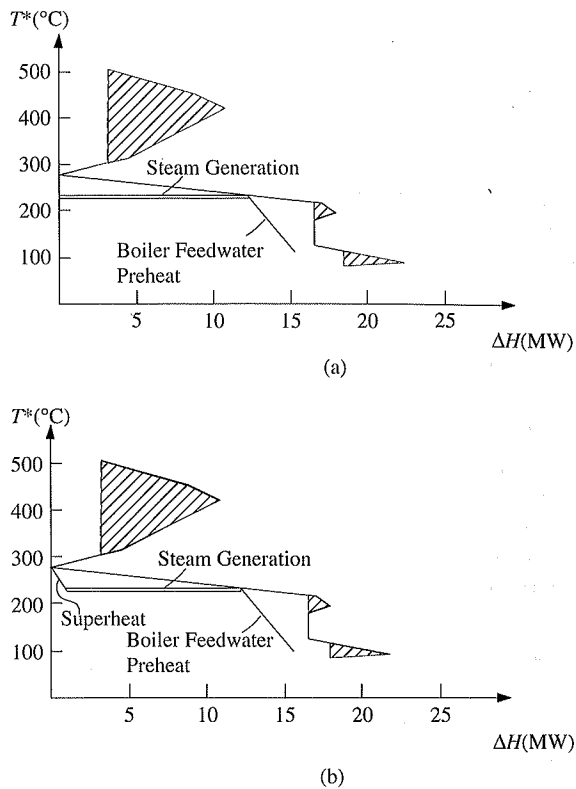 T*(°C)
500
400
300
200
100
Steam Generation
Boiler Feedwater
Preheat
5
10
15
20
25
ΔH(MW)
(a)
T*(°C)
500
400
300
200
100
Steam Generation
Superheat
Boiler Feedwater
Preheat
5
10
15
20
25
ΔH(MW)
(b)